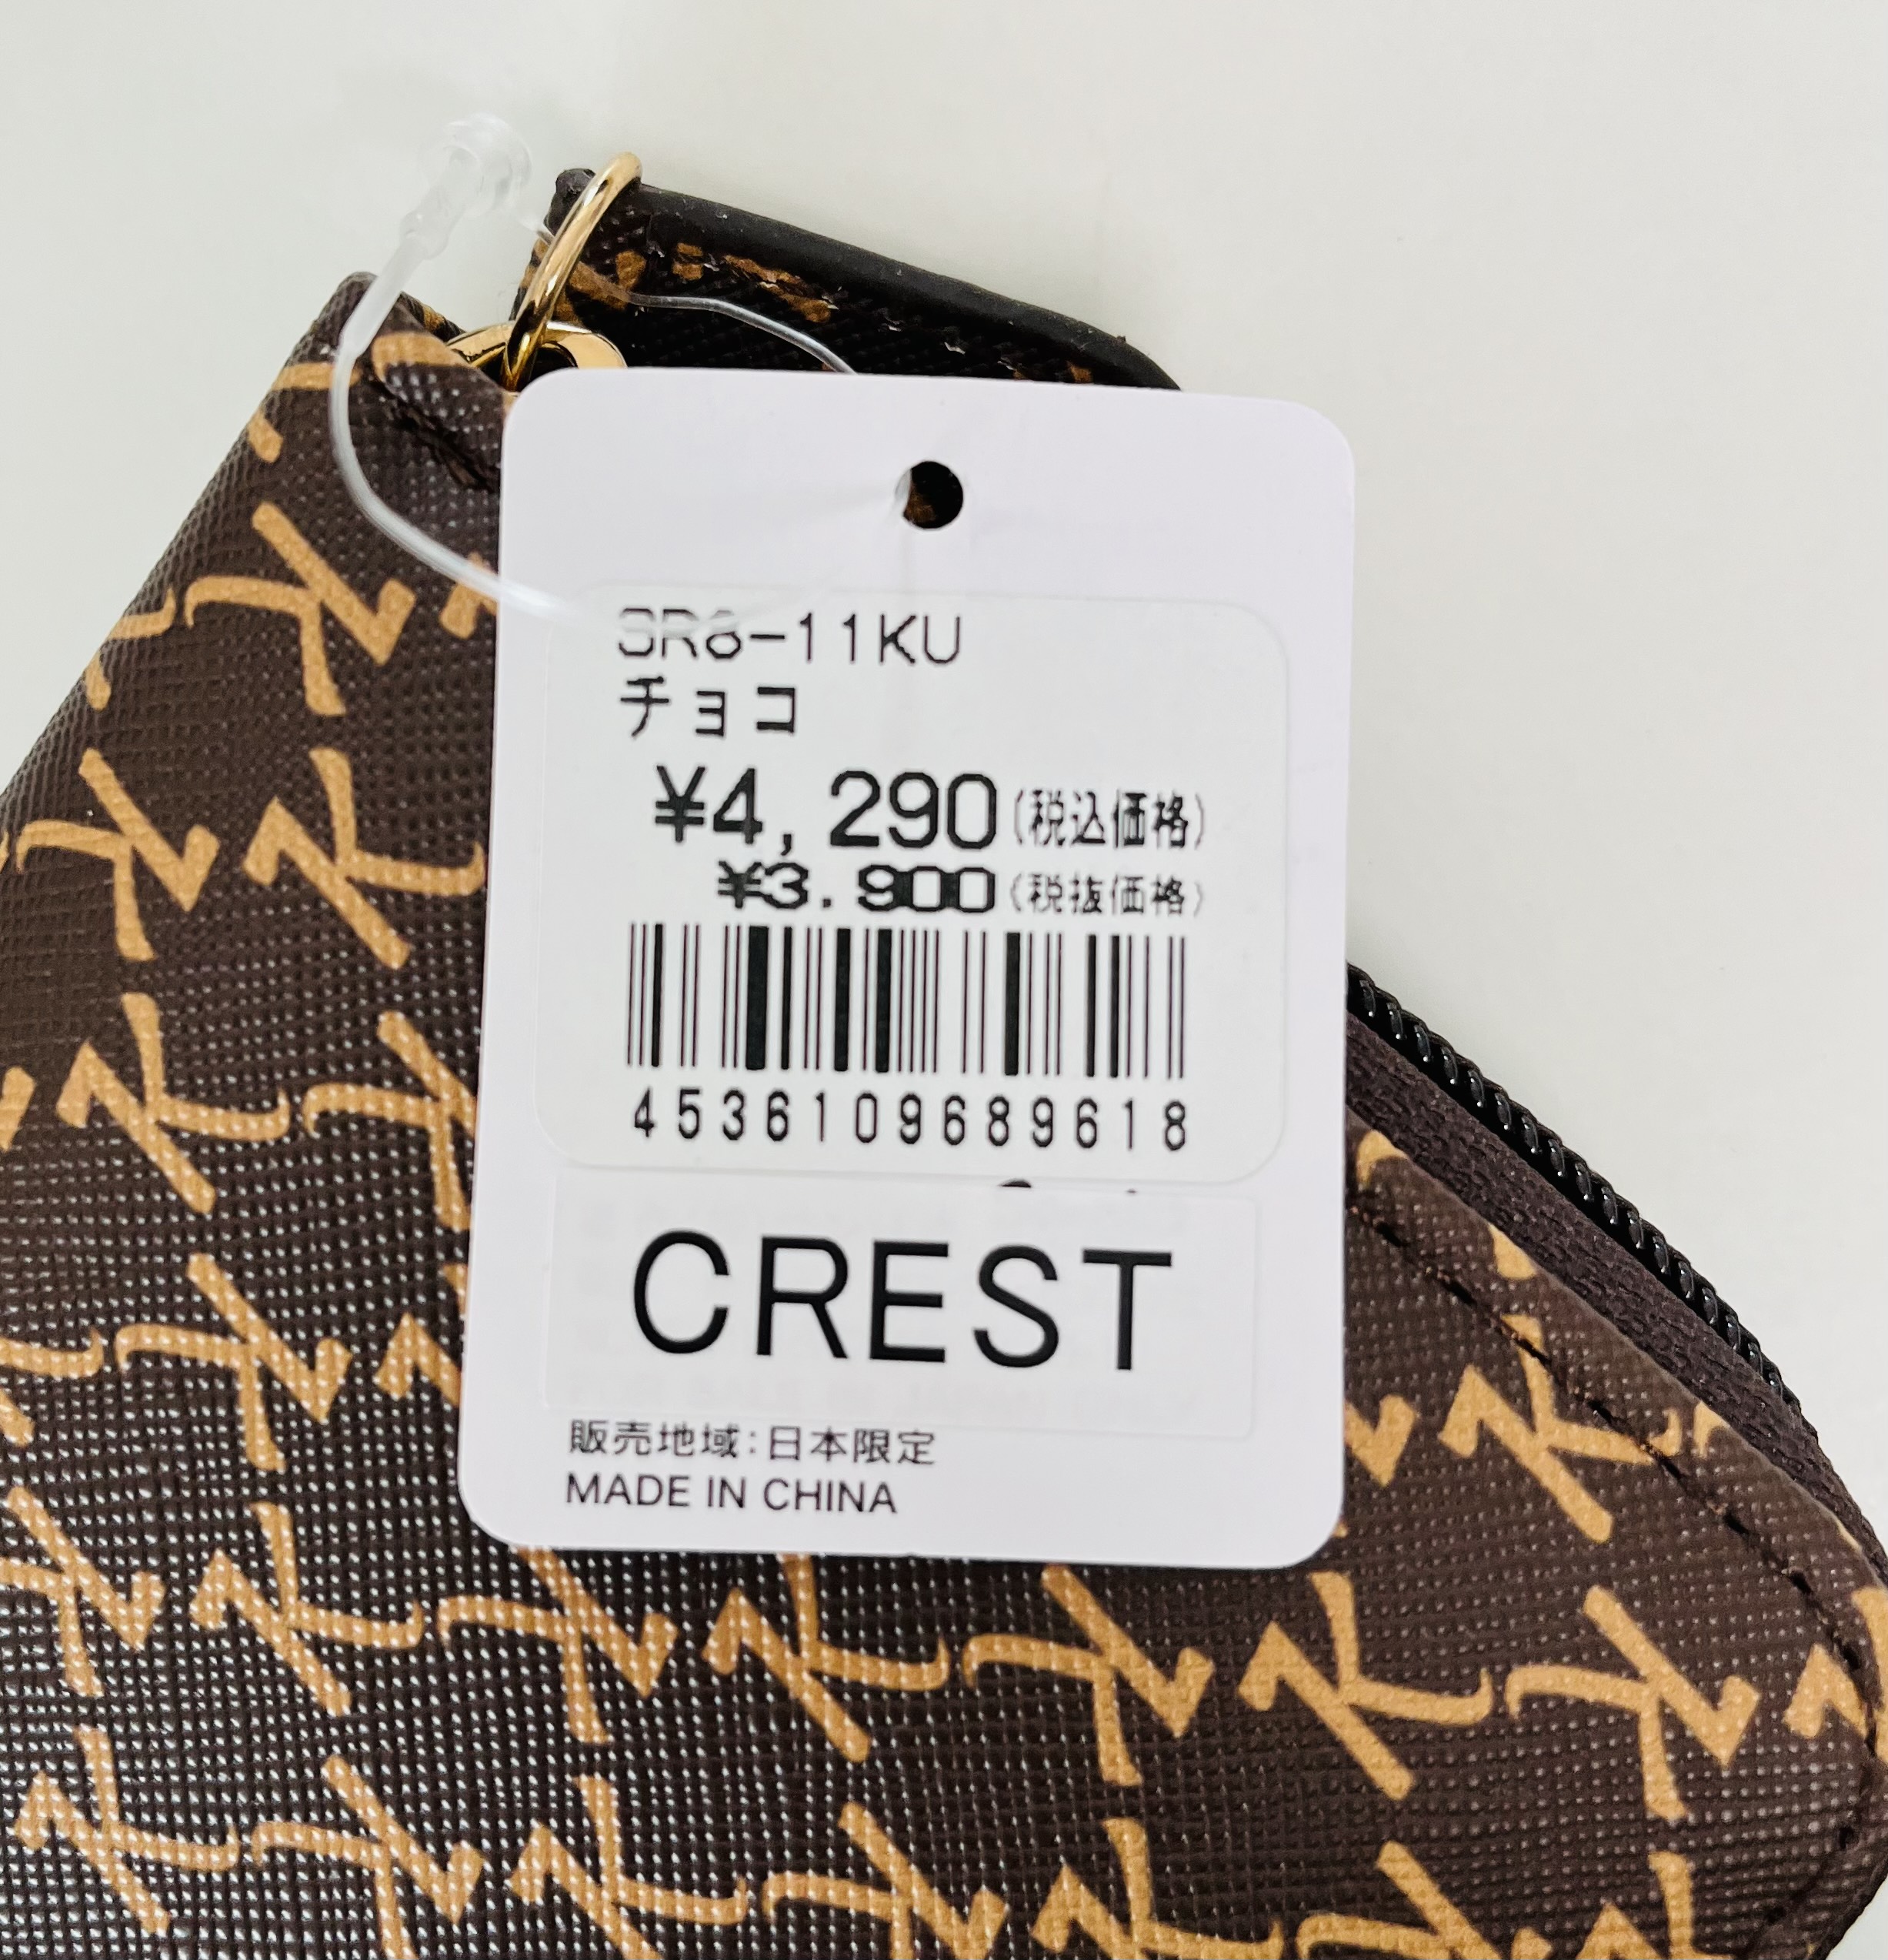 3R8-11KU
チョコ
¥4,290(税込価格)
¥3.900(税抜価格)
4536109689618
CREST
販売地域:日本限定
MADE IN CHINA